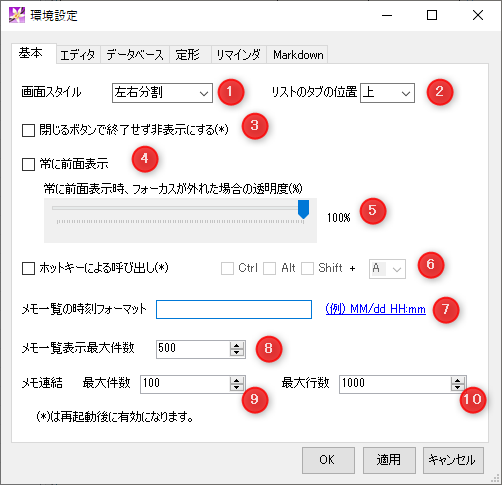 環境設定
基本 エディタ データベース 定形 リマインダ Markdown
画面スタイル 左右分割 1 リストのタブの位置 上 2
閉じるボタンで終了せず非表示にする(*) 3
常に前面表示 4
常に前面表示時、フォーカスが外れた場合の透明度(%)
100% 5
ホットキーによる呼び出し(*) Ctrl Alt Shift + A 6
メモ一覧の時刻フォーマット (例) MM/dd HH:mm 7
メモ一覧表示最大件数 500 8
メモ連結 最大件数 100 9 最大行数 1000 10
(*)は再起動後に有効になります。
OK 適用 キャンセル